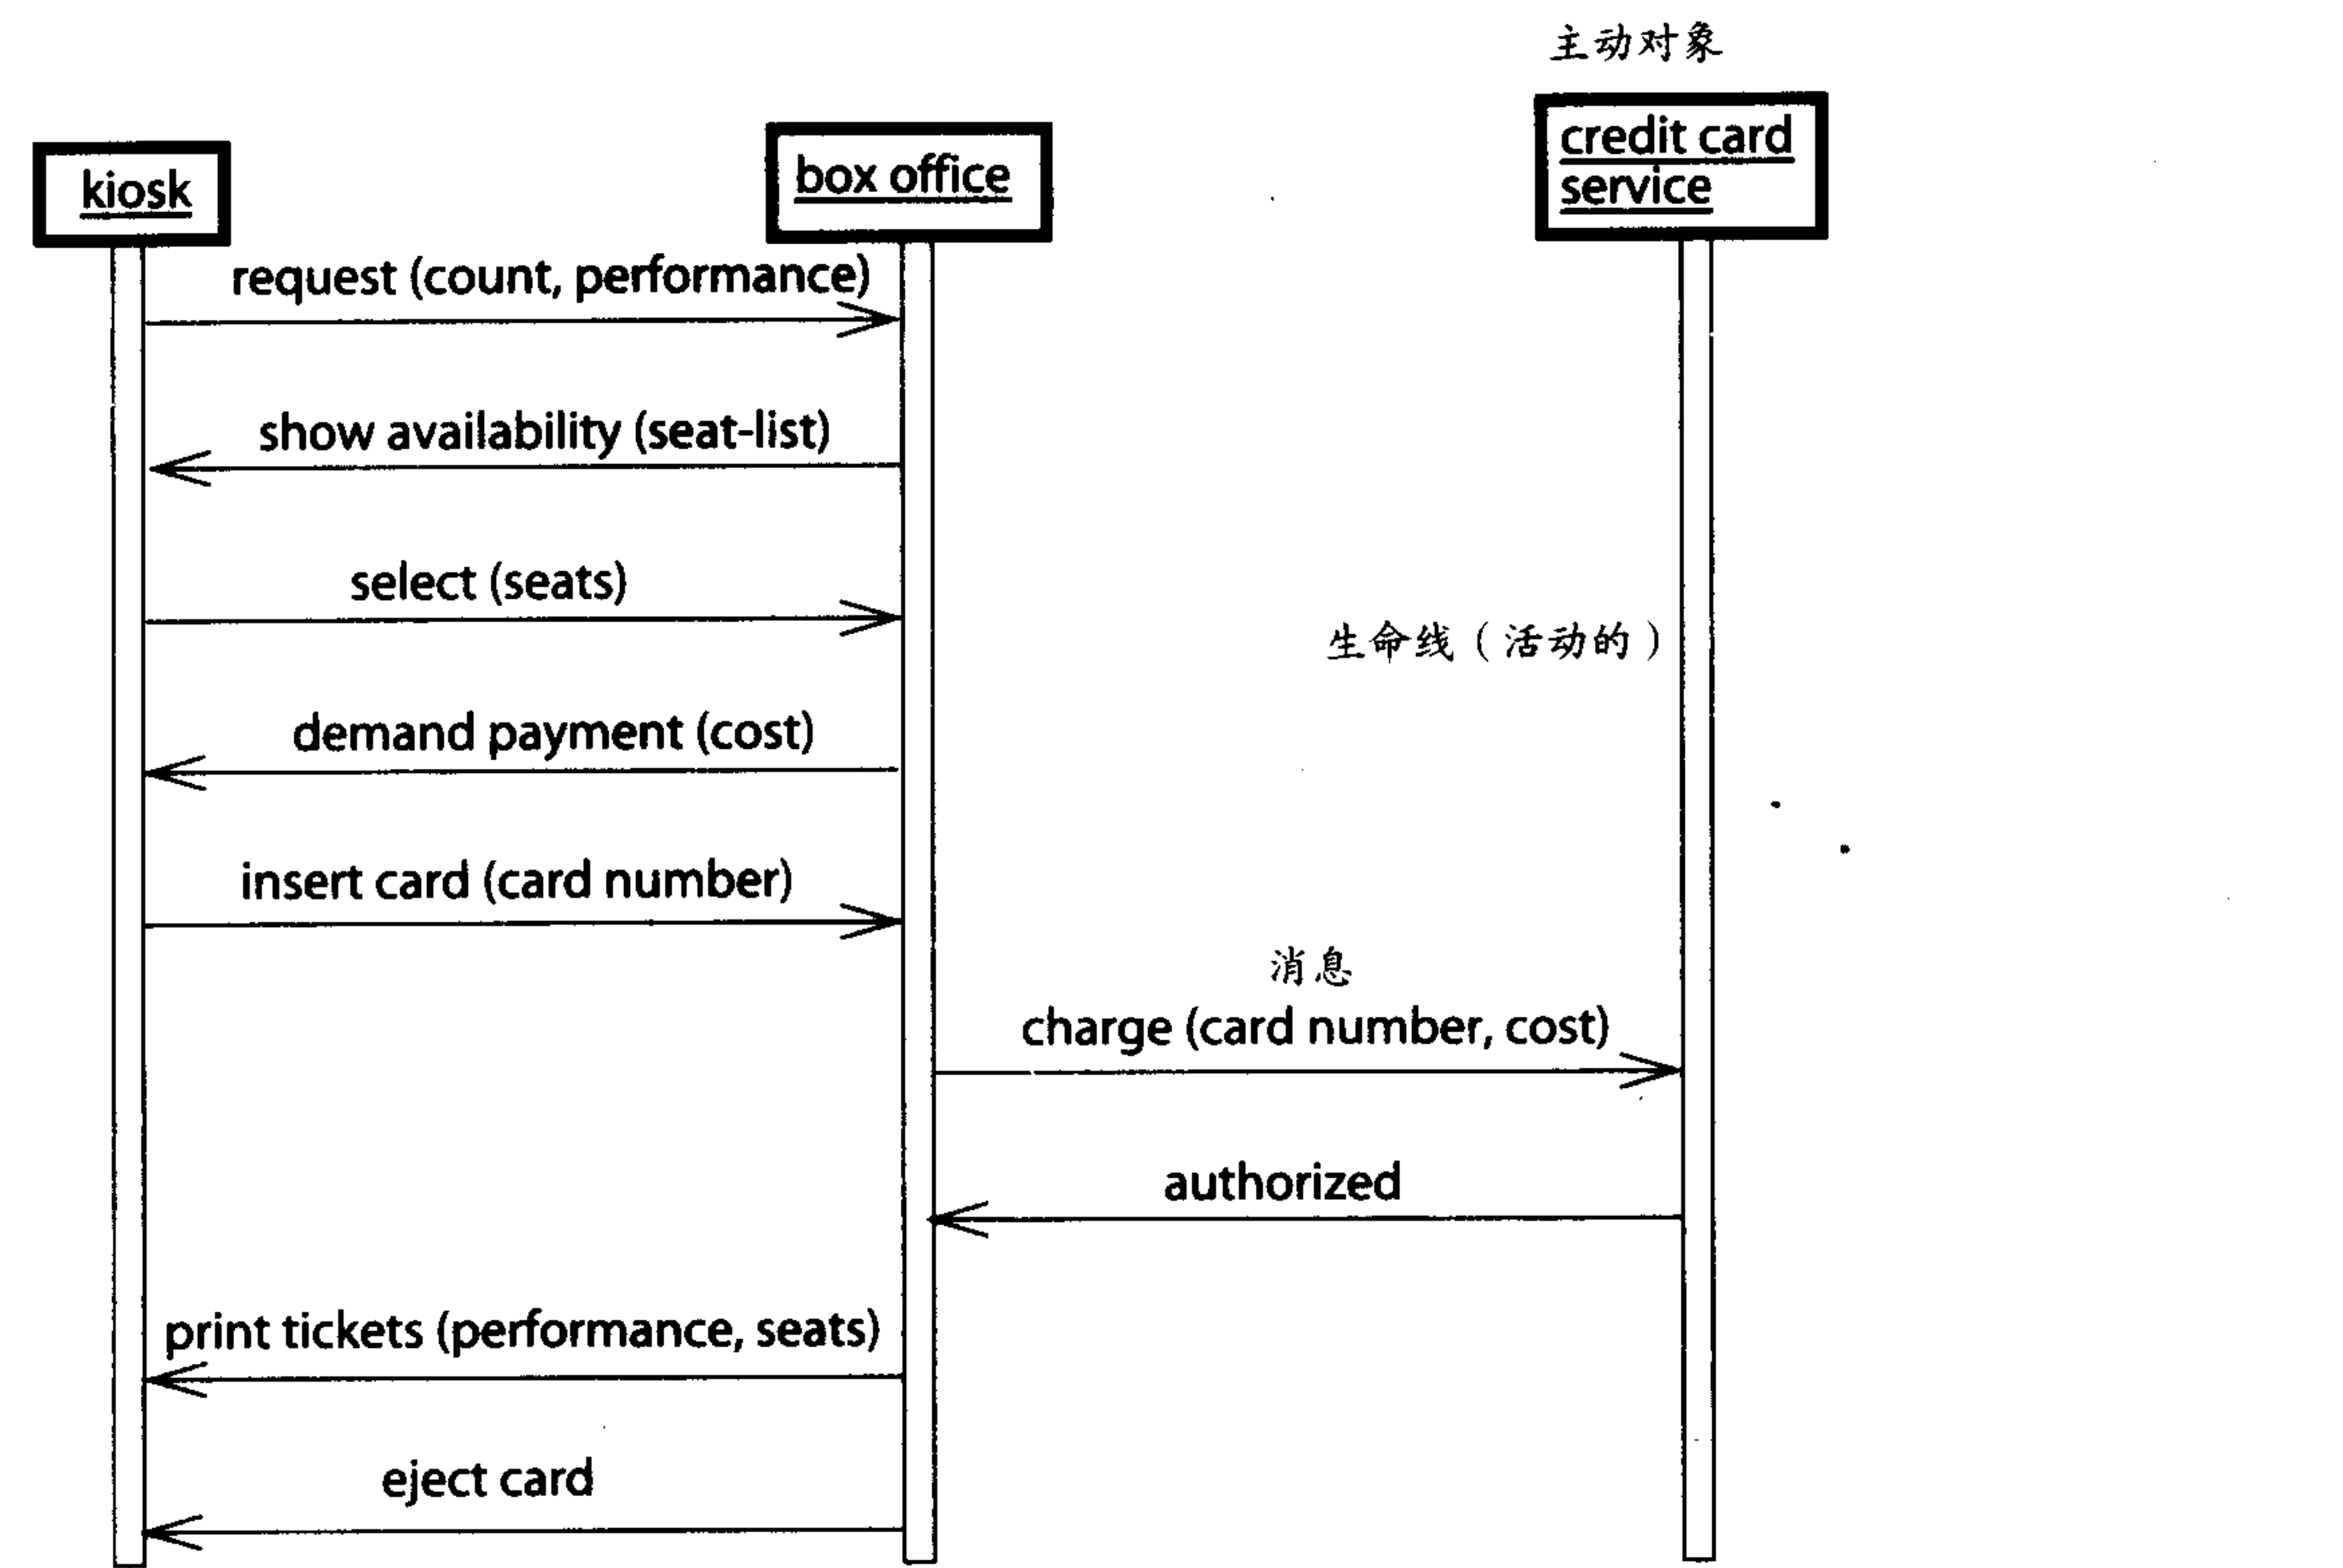 主动对象
kiosk
box office
credit card
service
request (count, performance)
show availability (seat-list)
select (seats)
生命线（活动的）
demand payment (cost)
insert card (card number)
消息
charge (card number, cost)
authorized
print tickets (performance, seats)
eject card